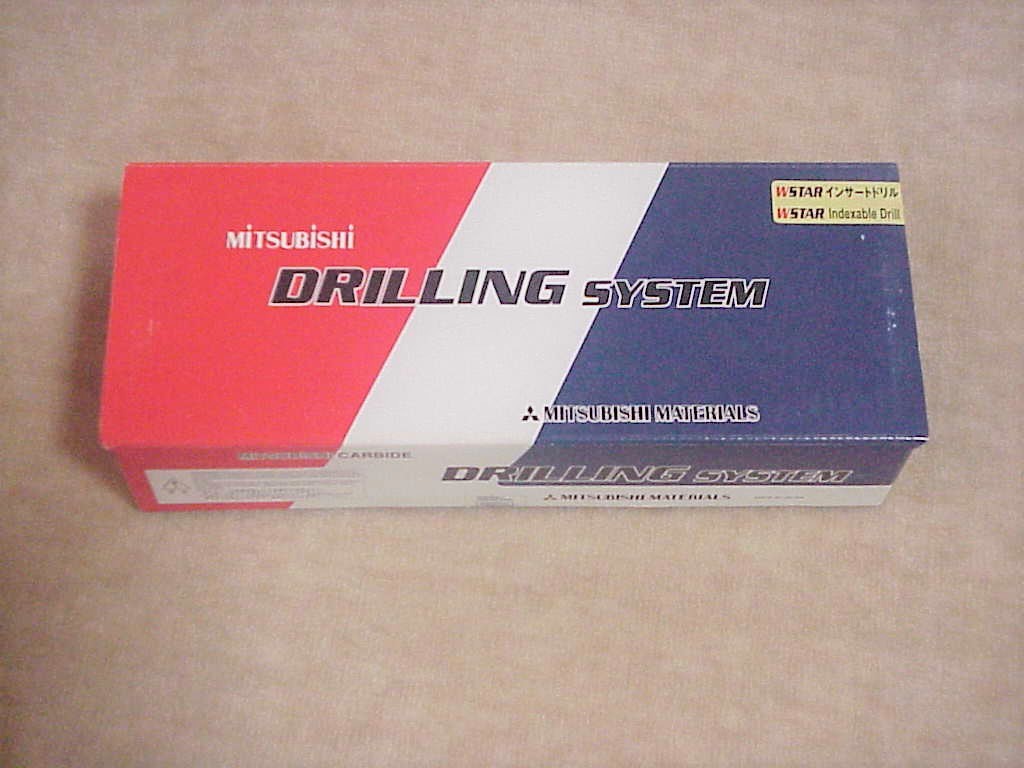 WSTAR インサートドリル
WSTAR Indexable Drill
MiTSUBiSHi
DRILLING SYSTEM
MITSUBISHI MATERIALS
MITSUBISHI CARBIDE
DRILLING SYSTEM
MITSUBISHI MATERIALS